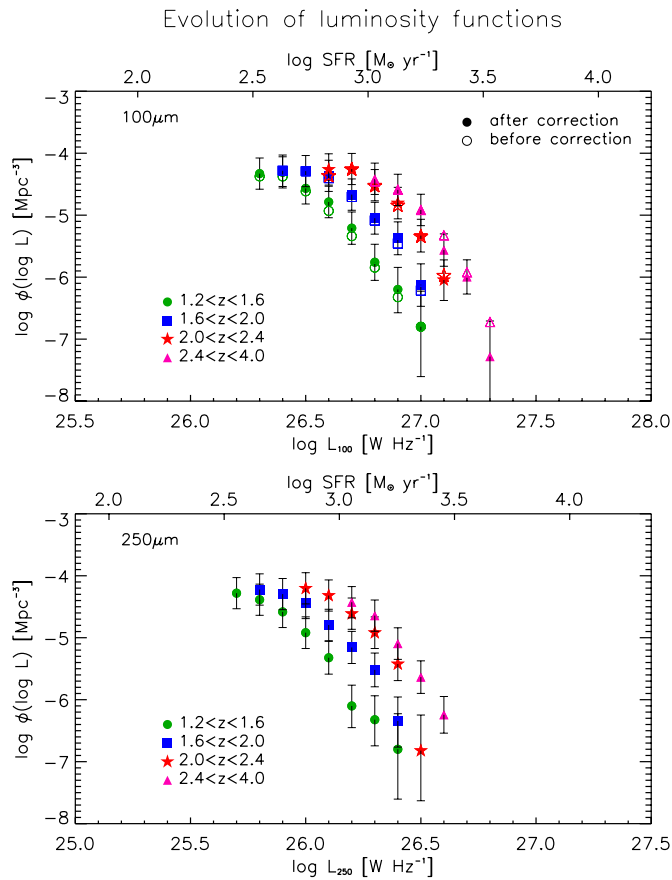 Evolution of luminosity functions
log SFR [M⊙ yr⁻¹]
2.0 2.5 3.0 3.5 4.0
100μm
● after correction
○ before correction
-3
-4
-5
-6
-7
-8
log ϕ(log L) [Mpc⁻³]
1.2<z<1.6
1.6<z<2.0
2.0<z<2.4
2.4<z<4.0
25.5 26.0 26.5 27.0 27.5 28.0
log L₁₀₀ [W Hz⁻¹]
log SFR [M⊙ yr⁻¹]
2.0 2.5 3.0 3.5 4.0
250μm
-3
-4
-5
-6
-7
-8
log ϕ(log L) [Mpc⁻³]
1.2<z<1.6
1.6<z<2.0
2.0<z<2.4
2.4<z<4.0
25.0 25.5 26.0 26.5 27.0 27.5
log L₂₅₀ [W Hz⁻¹]